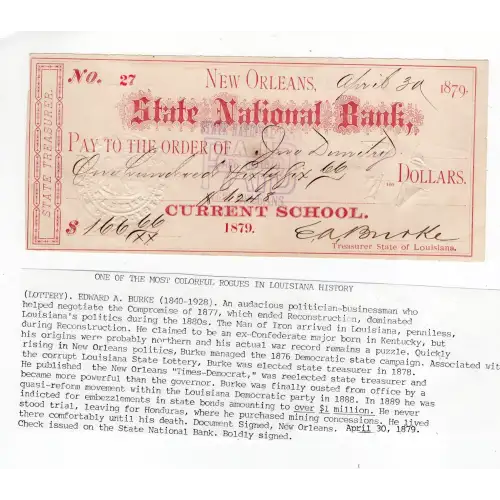 STATE TREASURER.
No. 27 NEW ORLEANS, April 30 1879.
State National Bank,
PAY TO THE ORDER OF Jno
One hundred Sixty Six 66/100 DOLLARS.
CURRENT SCHOOL.
$ 166 66/xx 1879. EABurke
Treasurer State of Louisiana.
ONE OF THE MOST COLORFUL ROGUES IN LOUISIANA HISTORY
(LOTTERY). EDWARD A. BURKE (1840-1928). An audacious politician-businessman who
helped negotiate the Compromise of 1877, which ended Reconstruction, dominated
Louisiana's politics during the 1880s. The Man of Iron arrived in Louisiana, penniless,
during Reconstruction. He claimed to be an ex-Confederate major born in Kentucky, but
his origins were probably northern and his actual war record remains a puzzle. Quickly
rising in New Orleans politics, Burke managed the 1876 Democratic state campaign. Associated wit
the corrupt Louisiana State Lottery, Burke was elected state treasurer in 1878.
He published the New Orleans "Times-Democrat," was reelected state treasurer and
became more powerful than the governor. Burke was finally ousted from office by a
quasi-reform movement within the Louisiana Democratic party in 1888. In 1889 he was
indicted for embezzlements in state bonds amounting to over $1 million. He never
stood trial, leaving for Honduras, where he purchased mining concessions. He lived
there comfortably until his death. Document Signed, New Orleans. April 30, 1879.
Check issued on the State National Bank. Boldly signed.